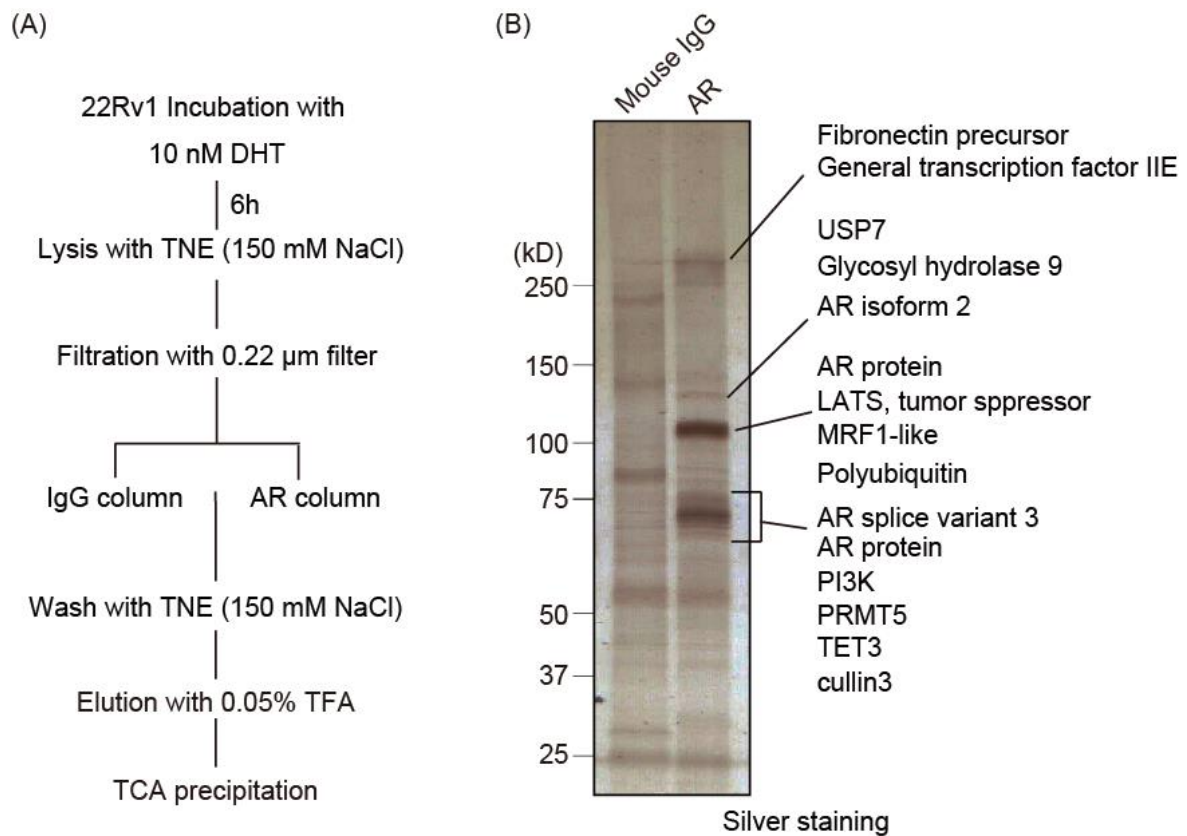 (A)
22Rv1 Incubation with
10 nM DHT
6h
Lysis with TNE (150 mM NaCl)
Filtration with 0.22 µm filter
IgG column
AR column
Wash with TNE (150 mM NaCl)
Elution with 0.05% TFA
TCA precipitation
(B)
Mouse IgG
AR
(kD)
250
150
100
75
50
37
25
Fibronectin precursor
General transcription factor IIE
USP7
Glycosyl hydrolase 9
AR isoform 2
AR protein
LATS, tumor sppressor
MRF1-like
Polyubiquitin
AR splice variant 3
AR protein
PI3K
PRMT5
TET3
cullin3
Silver staining